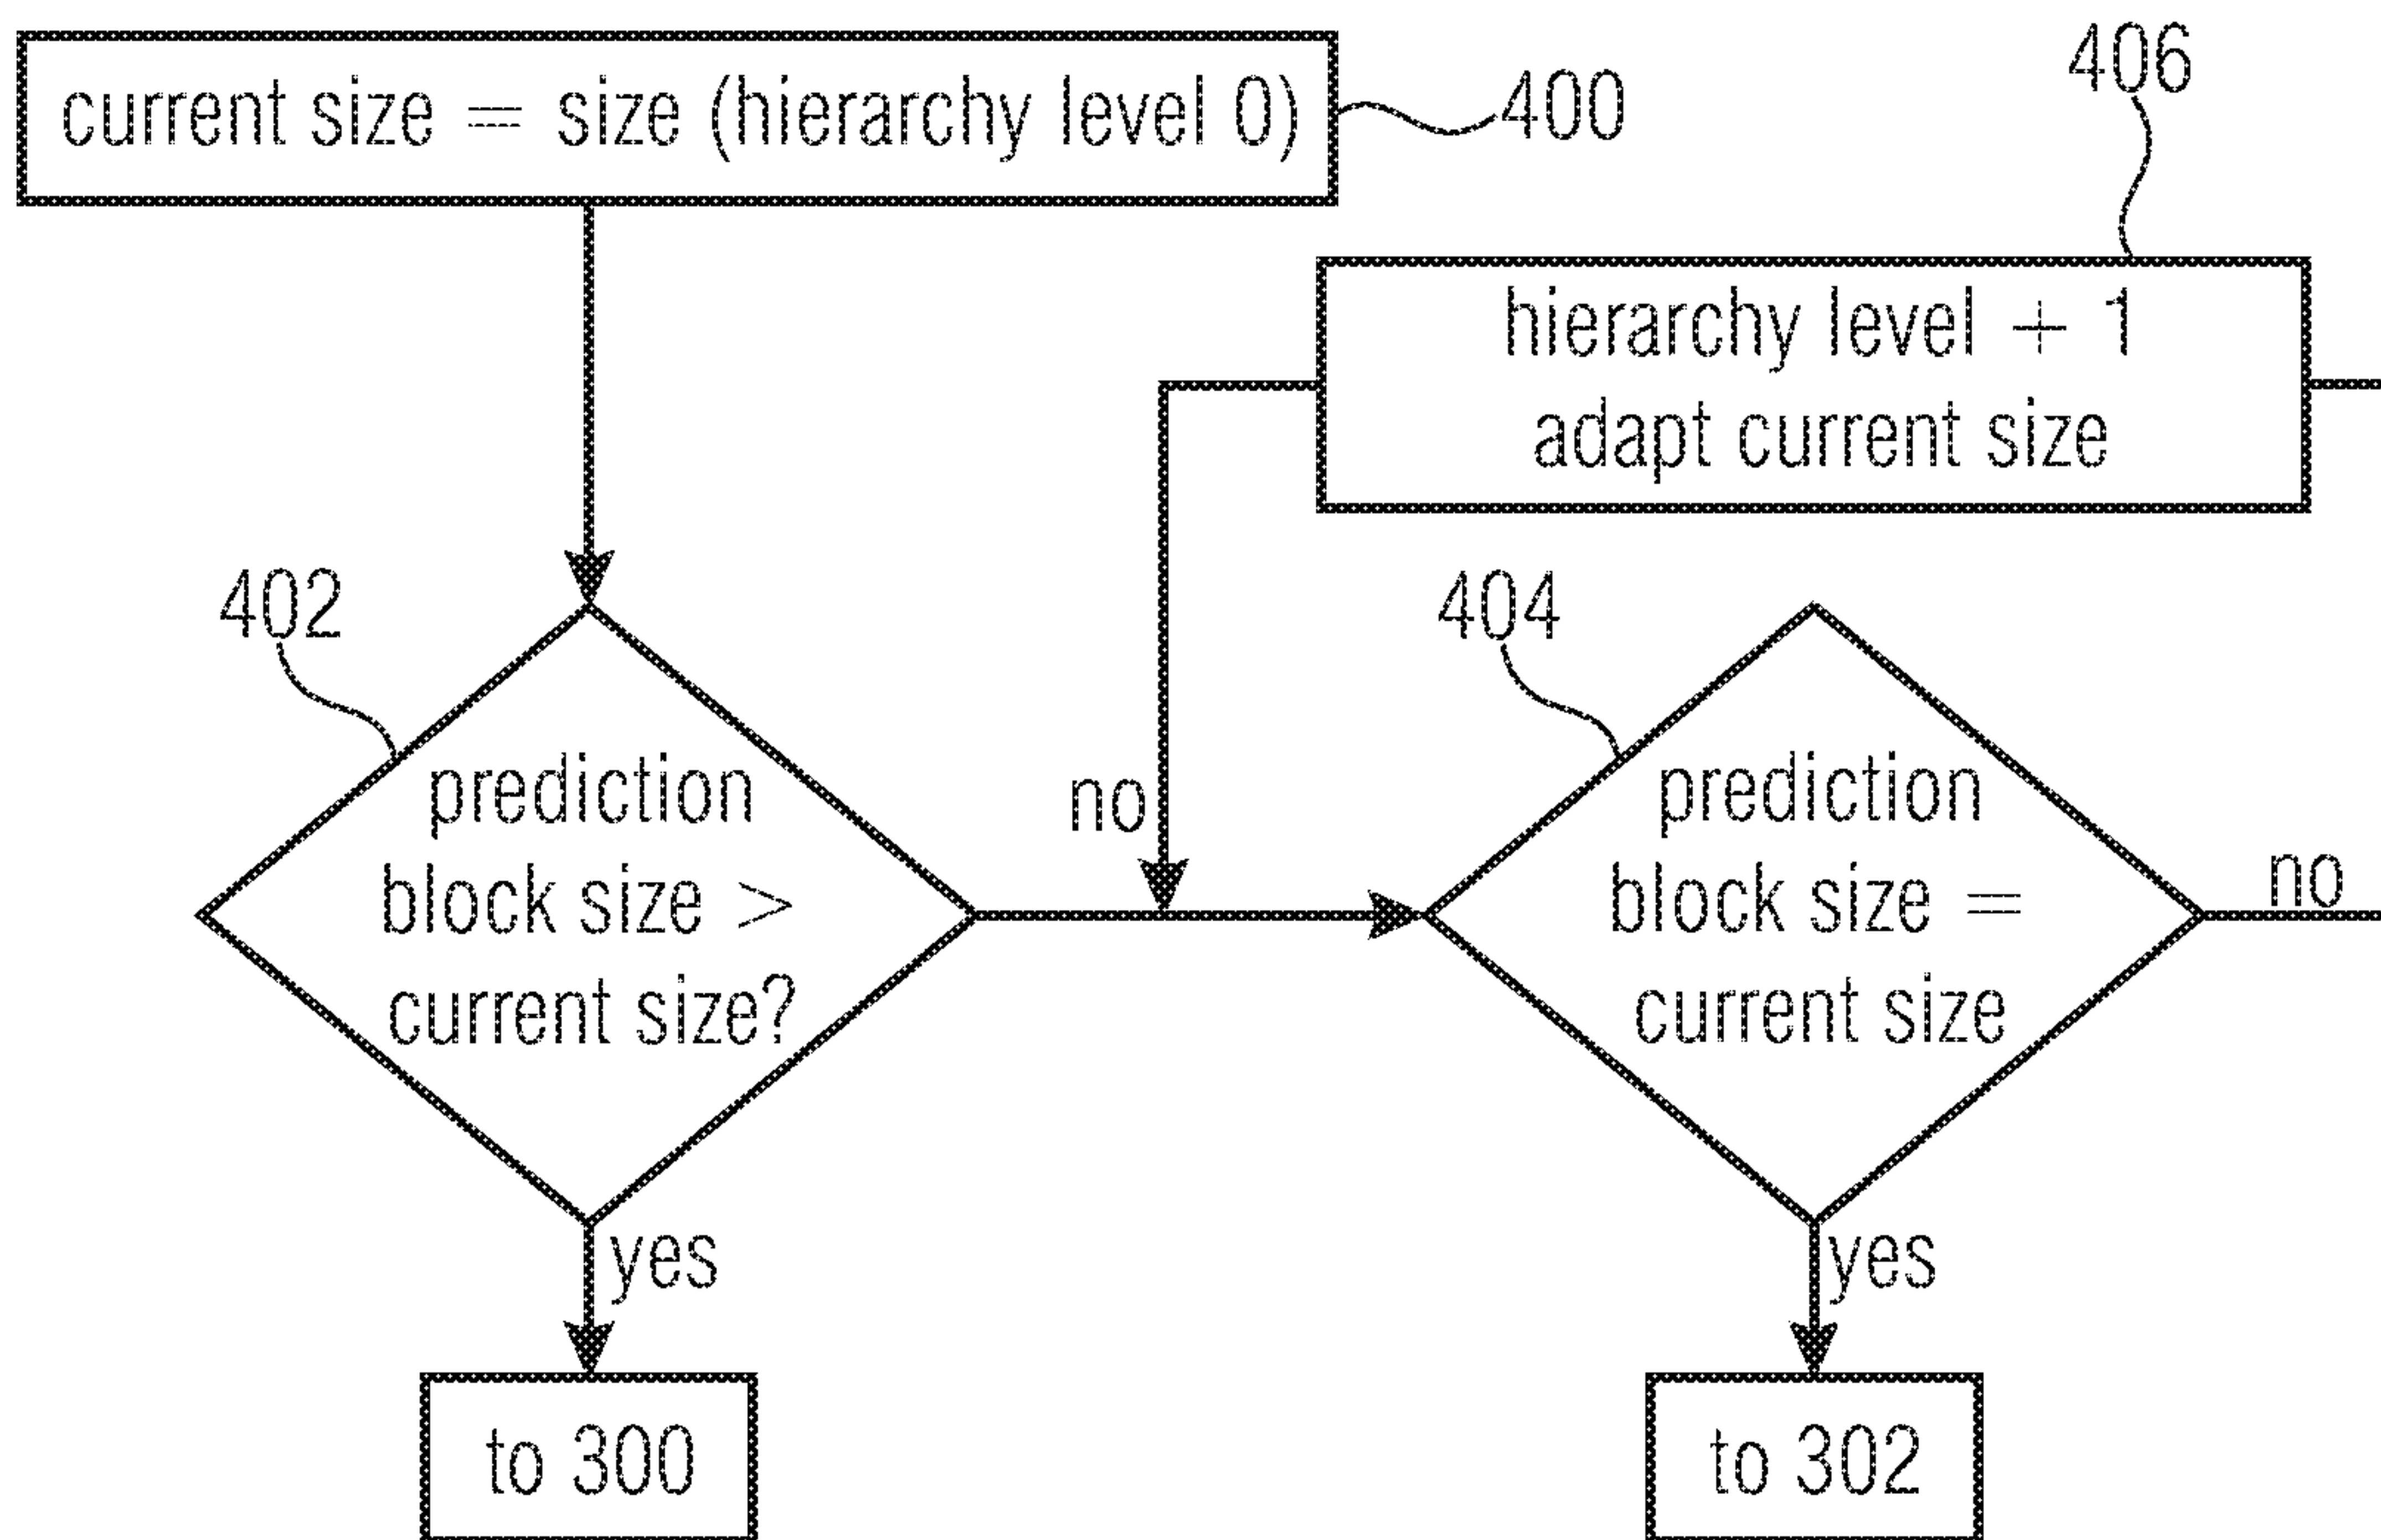 current size = size (hierarchy level 0)
400
406
hierarchy level + 1
adapt current size
402
prediction
block size >
current size?
no
404
prediction
block size =
current size
no
yes
yes
to 300
to 302